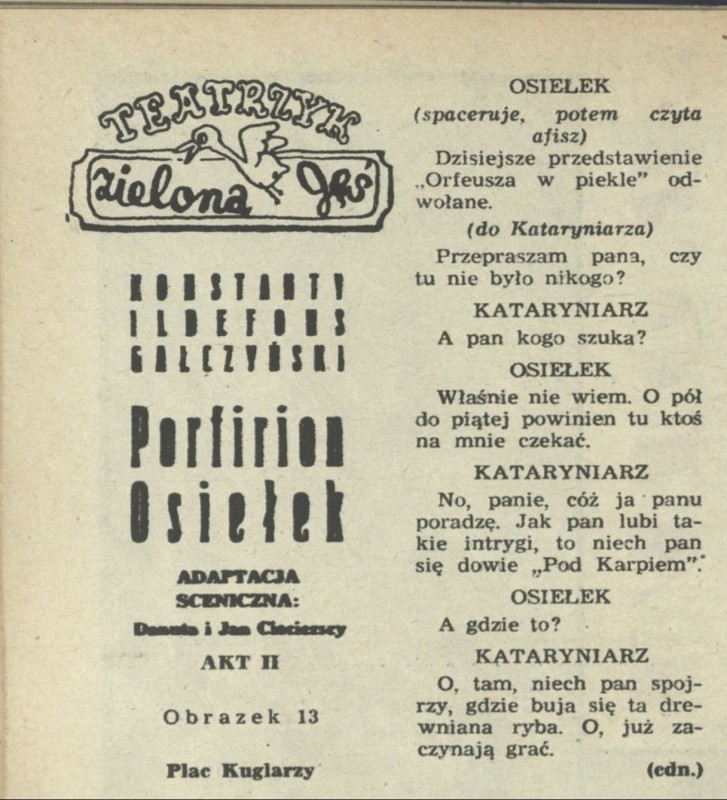 TEATRZYK
zielona gęś
KONSTANTY
ILDEFONS
GAŁCZYŃSKI
Porfirion
Osiełek
ADAPTACJA
SCENICZNA:
Danuta i Jan Ciecierscy
AKT II
Obrazek 13
Plac Kuglarzy
OSIEŁEK
(spaceruje, potem czyta
afisz)
Dzisiejsze przedstawienie
„Orfeusza w piekle” od-
wołane.
(do Kataryniarza)
Przepraszam pana, czy
tu nie było nikogo?
KATARYNIARZ
A pan kogo szuka?
OSIEŁEK
Właśnie nie wiem. O pół
do piątej powinien tu ktoś
na mnie czekać.
KATARYNIARZ
No, panie, cóż ja panu
poradzę. Jak pan lubi ta-
kie intrygi, to niech pan
się dowie „Pod Karpiem”.
OSIEŁEK
A gdzie to?
KATARYNIARZ
O, tam, niech pan spoj-
rzy, gdzie buja się ta dre-
wniana ryba. O, już za-
czynają grać.
(cdn.)